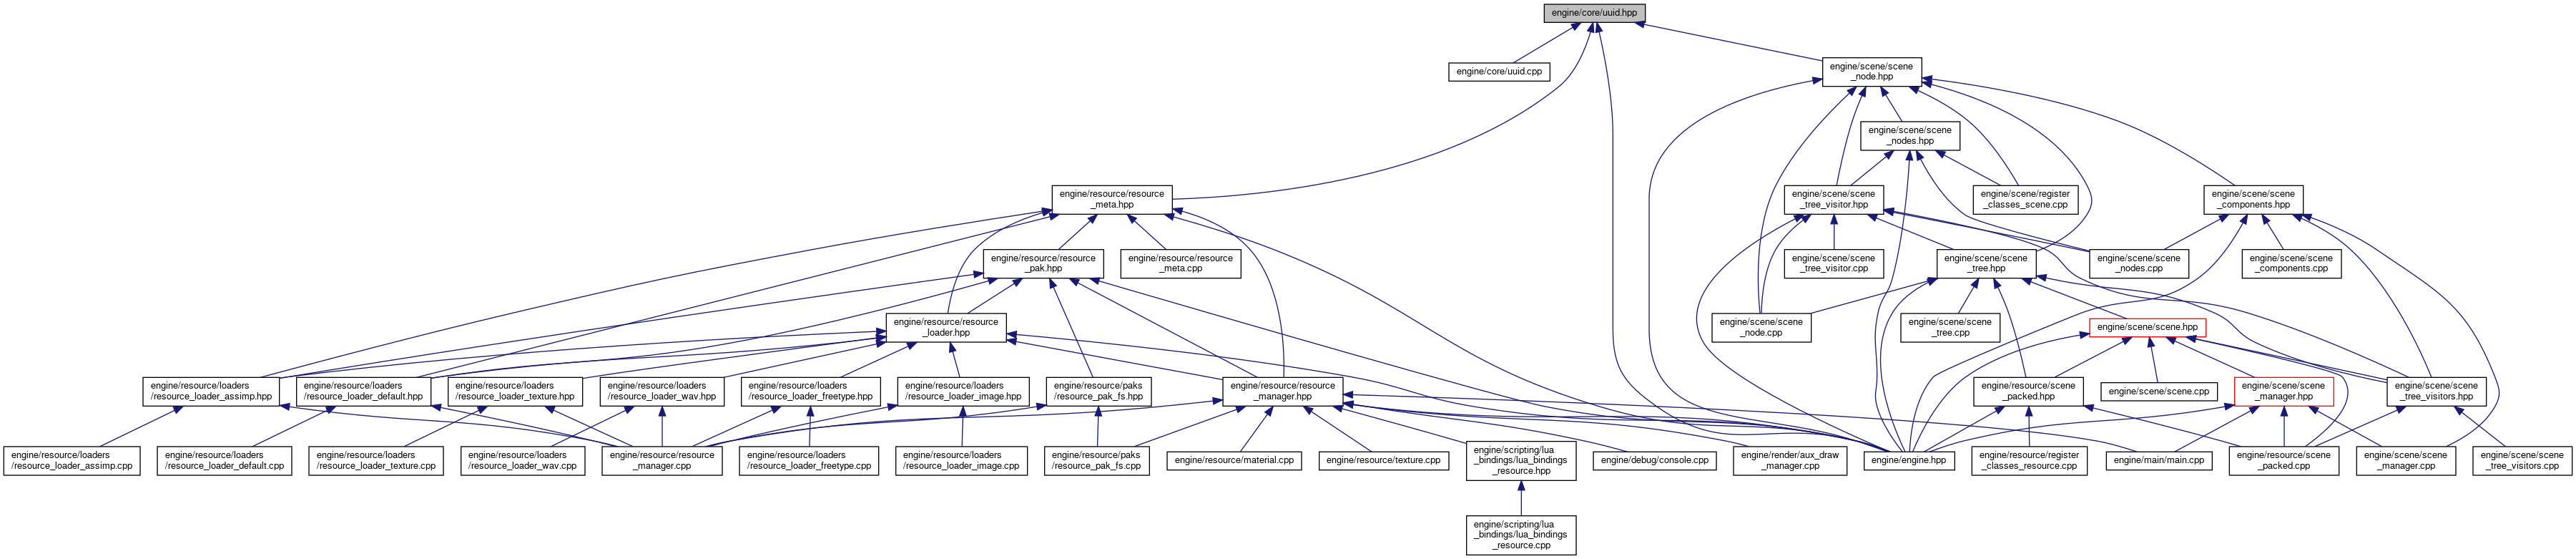 engine/core/uuid.hpp
engine/core/uuid.cpp
engine/scene/scene
_node.hpp
engine/scene/scene
_nodes.hpp
engine/resource/resource
_meta.hpp
engine/scene/scene
_tree_visitor.hpp
engine/scene/register
_classes_scene.cpp
engine/scene/scene
_components.hpp
engine/resource/resource
_pak.hpp
engine/resource/resource
_meta.cpp
engine/scene/scene
_tree_visitor.cpp
engine/scene/scene
_tree.hpp
engine/scene/scene
_nodes.cpp
engine/scene/scene
_components.cpp
engine/resource/resource
_loader.hpp
engine/scene/scene
_node.cpp
engine/scene/scene
_tree.cpp
engine/scene/scene.hpp
engine/resource/loaders
/resource_loader_assimp.hpp
engine/resource/loaders
/resource_loader_default.hpp
engine/resource/loaders
/resource_loader_texture.hpp
engine/resource/loaders
/resource_loader_wav.hpp
engine/resource/loaders
/resource_loader_freetype.hpp
engine/resource/loaders
/resource_loader_image.hpp
engine/resource/paks
/resource_pak_fs.hpp
engine/resource/resource
_manager.hpp
engine/resource/scene
_packed.hpp
engine/scene/scene.cpp
engine/scene/scene
_manager.hpp
engine/scene/scene
_tree_visitors.hpp
engine/resource/loaders
/resource_loader_assimp.cpp
engine/resource/loaders
/resource_loader_default.cpp
engine/resource/loaders
/resource_loader_texture.cpp
engine/resource/loaders
/resource_loader_wav.cpp
engine/resource/resource
_manager.cpp
engine/resource/loaders
/resource_loader_freetype.cpp
engine/resource/loaders
/resource_loader_image.cpp
engine/resource/paks
/resource_pak_fs.cpp
engine/resource/material.cpp
engine/resource/texture.cpp
engine/scripting/lua
_bindings/lua_bindings
_resource.hpp
engine/debug/console.cpp
engine/render/aux_draw
_manager.cpp
engine/engine.hpp
engine/resource/register
_classes_resource.cpp
engine/main/main.cpp
engine/resource/scene
_packed.cpp
engine/scene/scene
_manager.cpp
engine/scene/scene
_tree_visitors.cpp
engine/scripting/lua
_bindings/lua_bindings
_resource.cpp